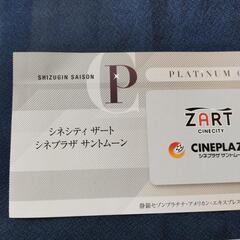 SHIZUGIN SAISON
CP
PLATINUM
シネシティ ザート
シネプラザ サントムーン
ZART
CINECITY
CINEPLAZ
シネプラザ サントムー
静銀セゾンプラチナ・アメリカン・エキスプレス